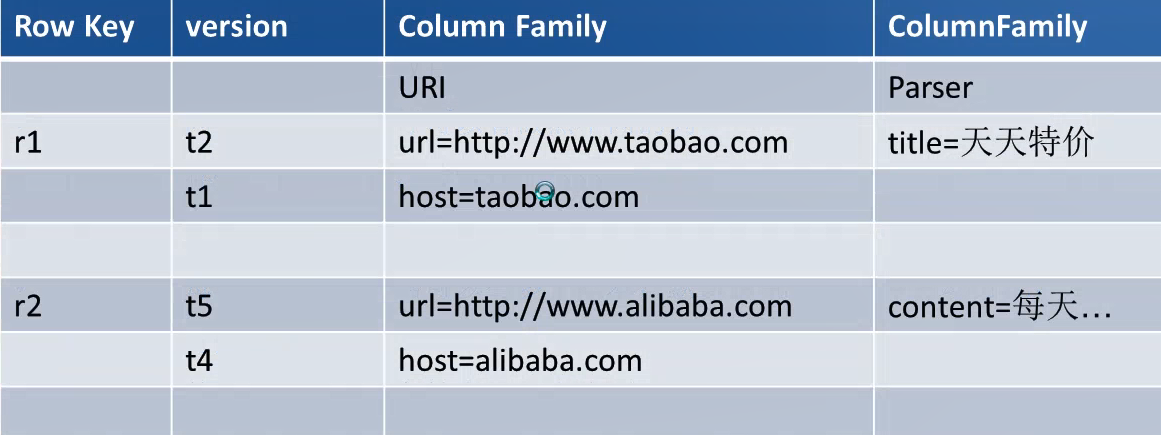 Row Key version Column Family ColumnFamily
URI Parser
r1 t2 url=http://www.taobao.com title=天天特价
t1 host=taobao.com
r2 t5 url=http://www.alibaba.com content=每天...
t4 host=alibaba.com